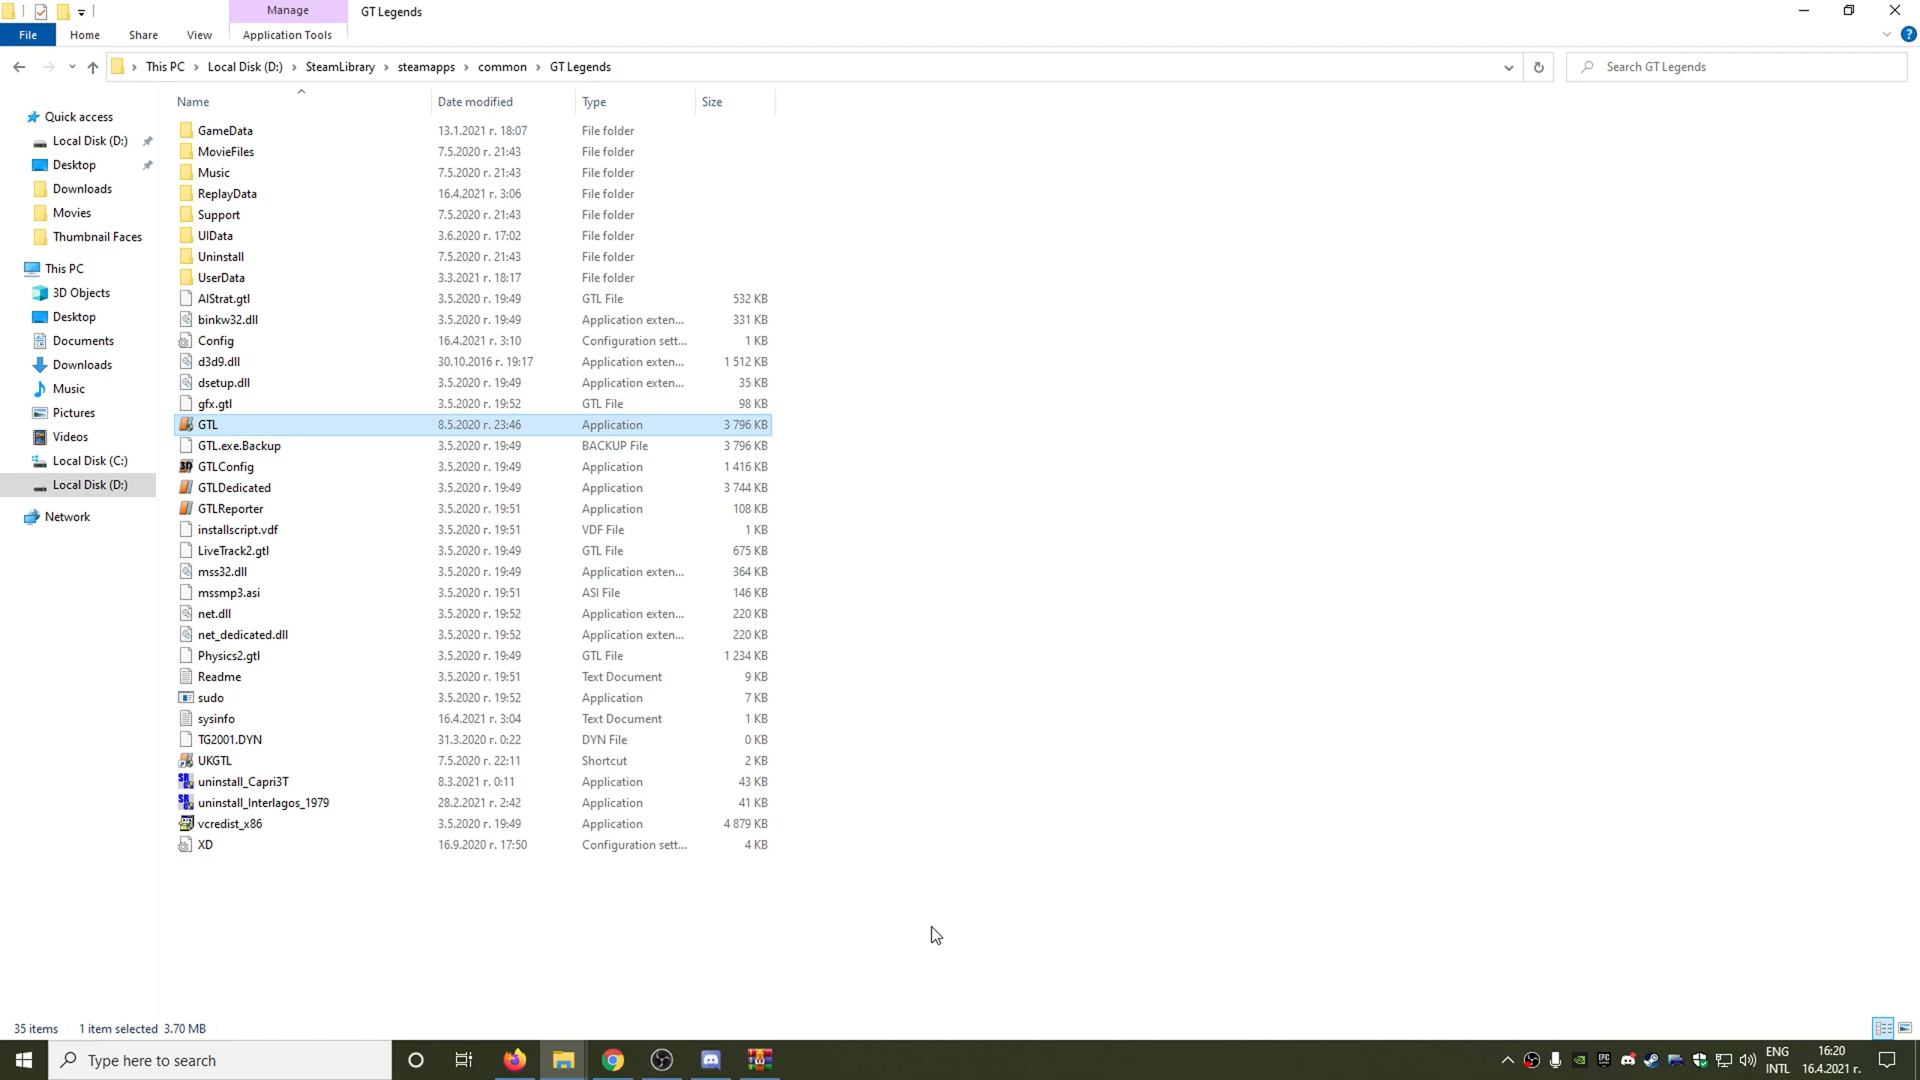 Manage
GT Legends
File
Home
Share
View
Application Tools
This PC
Local Disk (D:)
SteamLibrary
steamapps
common
GT Legends
Search GT Legends
Name
Date modified
Type
Size
Quick access
Local Disk (D:)
Desktop
Downloads
Movies
Thumbnail Faces
This PC
3D Objects
Desktop
Documents
Downloads
Music
Pictures
Videos
Local Disk (C:)
Local Disk (D:)
Network
GameData 13.1.2021 г. 18:07 File folder
MovieFiles 7.5.2020 г. 21:43 File folder
Music 7.5.2020 г. 21:43 File folder
ReplayData 16.4.2021 г. 3:06 File folder
Support 7.5.2020 г. 21:43 File folder
UIData 3.6.2020 г. 17:02 File folder
Uninstall 7.5.2020 г. 21:43 File folder
UserData 3.3.2021 г. 18:17 File folder
AIStrat.gtl 3.5.2020 г. 19:49 GTL File 532 KB
binkw32.dll 3.5.2020 г. 19:49 Application exten... 331 KB
Config 16.4.2021 г. 3:10 Configuration sett... 1 KB
d3d9.dll 30.10.2016 г. 19:17 Application exten... 1 512 KB
dsetup.dll 3.5.2020 г. 19:49 Application exten... 35 KB
gfx.gtl 3.5.2020 г. 19:52 GTL File 98 KB
GTL 8.5.2020 г. 23:46 Application 3 796 KB
GTL.exe.Backup 3.5.2020 г. 19:49 BACKUP File 3 796 KB
GTLConfig 3.5.2020 г. 19:49 Application 1 416 KB
GTLDedicated 3.5.2020 г. 19:49 Application 3 744 KB
GTLReporter 3.5.2020 г. 19:51 Application 108 KB
installscript.vdf 3.5.2020 г. 19:51 VDF File 1 KB
LiveTrack2.gtl 3.5.2020 г. 19:49 GTL File 675 KB
mss32.dll 3.5.2020 г. 19:49 Application exten... 364 KB
mssmp3.asi 3.5.2020 г. 19:51 ASI File 146 KB
net.dll 3.5.2020 г. 19:52 Application exten... 220 KB
net_dedicated.dll 3.5.2020 г. 19:52 Application exten... 220 KB
Physics2.gtl 3.5.2020 г. 19:49 GTL File 1 234 KB
Readme 3.5.2020 г. 19:51 Text Document 9 KB
sudo 3.5.2020 г. 19:52 Application 7 KB
sysinfo 16.4.2021 г. 3:04 Text Document 1 KB
TG2001.DYN 31.3.2020 г. 0:22 DYN File 0 KB
UKGTL 7.5.2020 г. 22:11 Shortcut 2 KB
uninstall_Capri3T 8.3.2021 г. 0:11 Application 43 KB
uninstall_Interlagos_1979 28.2.2021 г. 2:42 Application 41 KB
vcredist_x86 3.5.2020 г. 19:49 Application 4 879 KB
XD 16.9.2020 г. 17:50 Configuration sett... 4 KB
35 items
1 item selected 3.70 MB
Type here to search
ENG
INTL
16:20
16.4.2021 г.